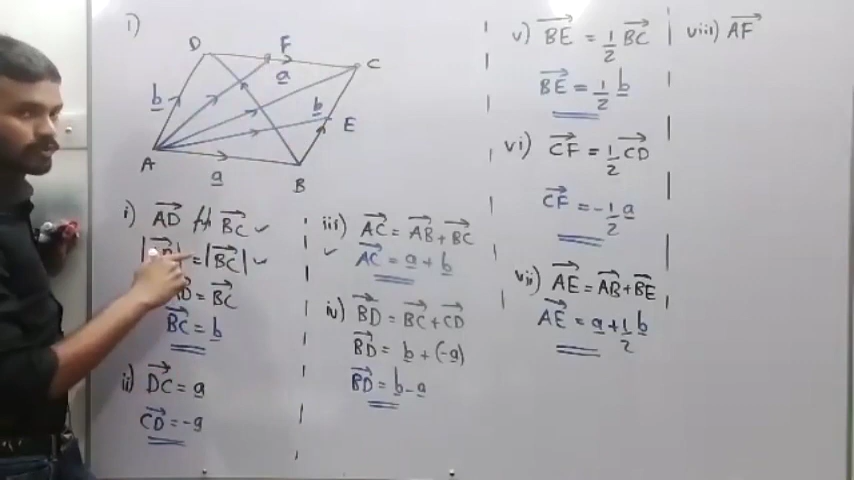 1)
D F C
a
b b
E
A
a B
i) AD // BC ✓
|AD| = |BC| ✓
AD = BC
BC = b
ii) DC = a
CD = -a
iii) AC = AB + BC
✓ AC = a + b
iv) BD = BC + CD
BD = b + (-a)
BD = b - a
v) BE = 1/2 BC
BE = 1/2 b
vi) CF = 1/2 CD
CF = -1/2 a
vii) AE = AB + BE
AE = a + 1/2 b
viii) AF